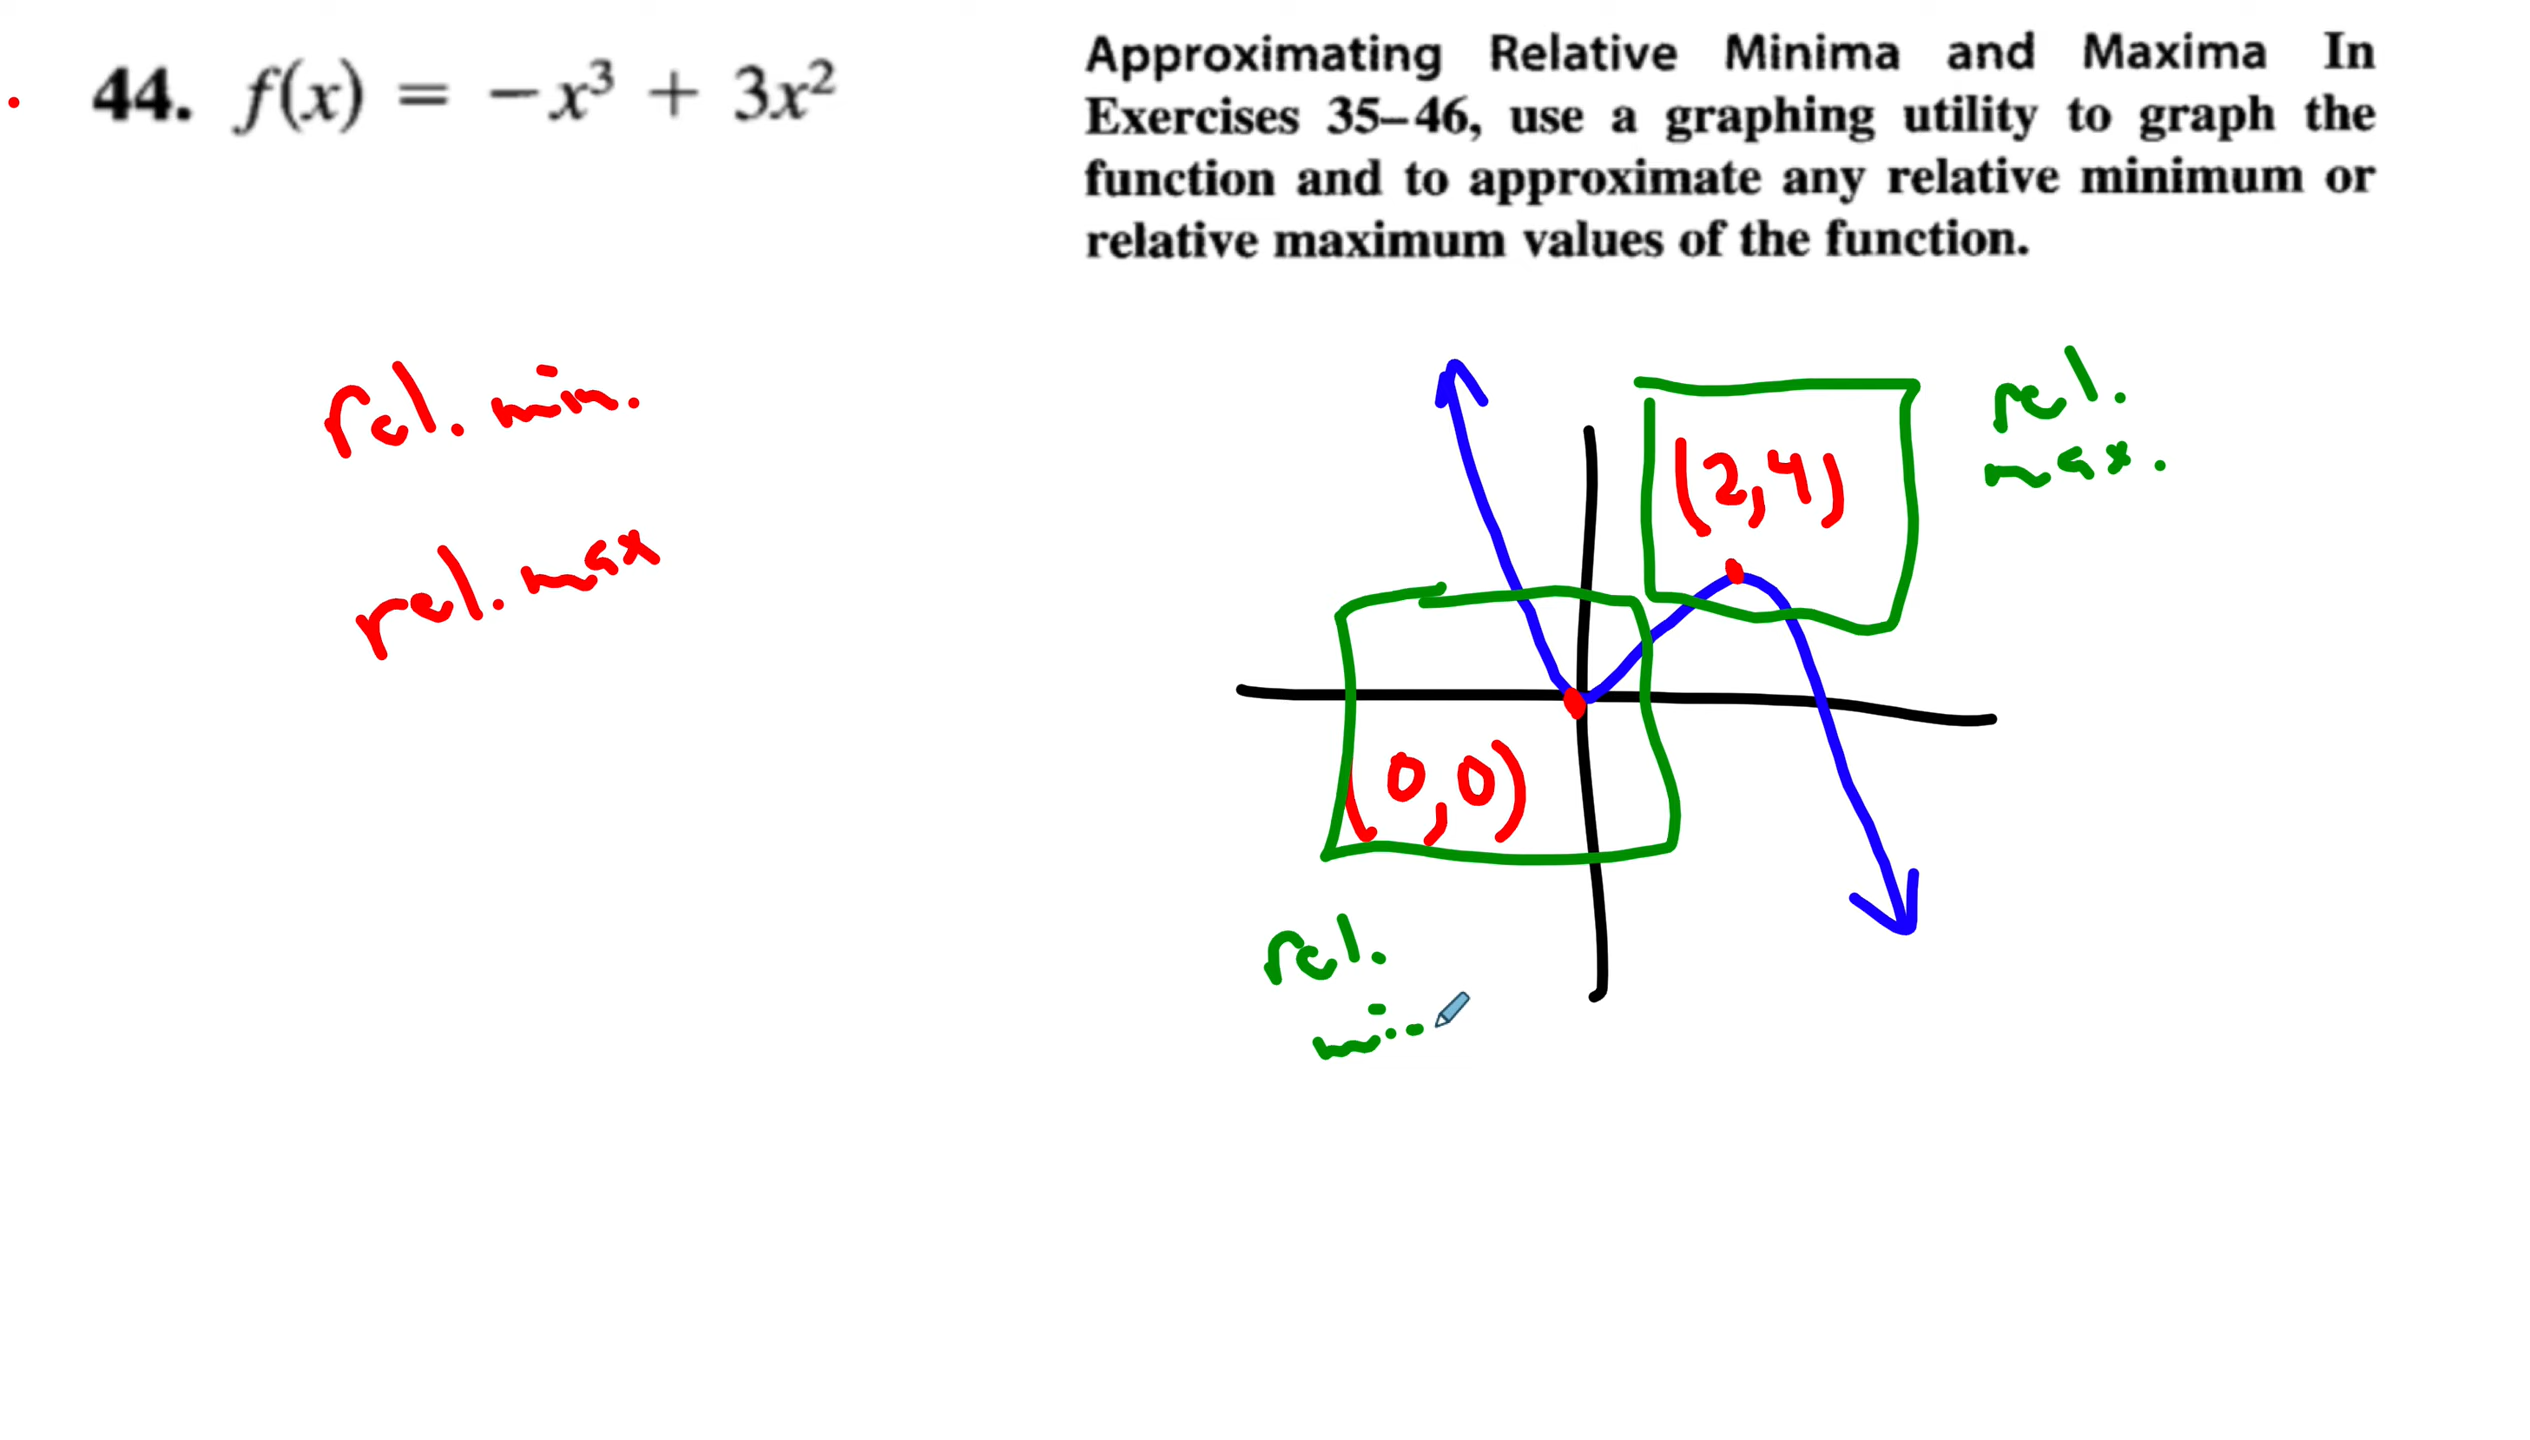 44. f(x) = −x³ + 3x²
Approximating Relative Minima and Maxima In
Exercises 35–46, use a graphing utility to graph the
function and to approximate any relative minimum or
relative maximum values of the function.
rel. min.
rel. max
(2,4)
rel.
max.
(0,0)
rel.